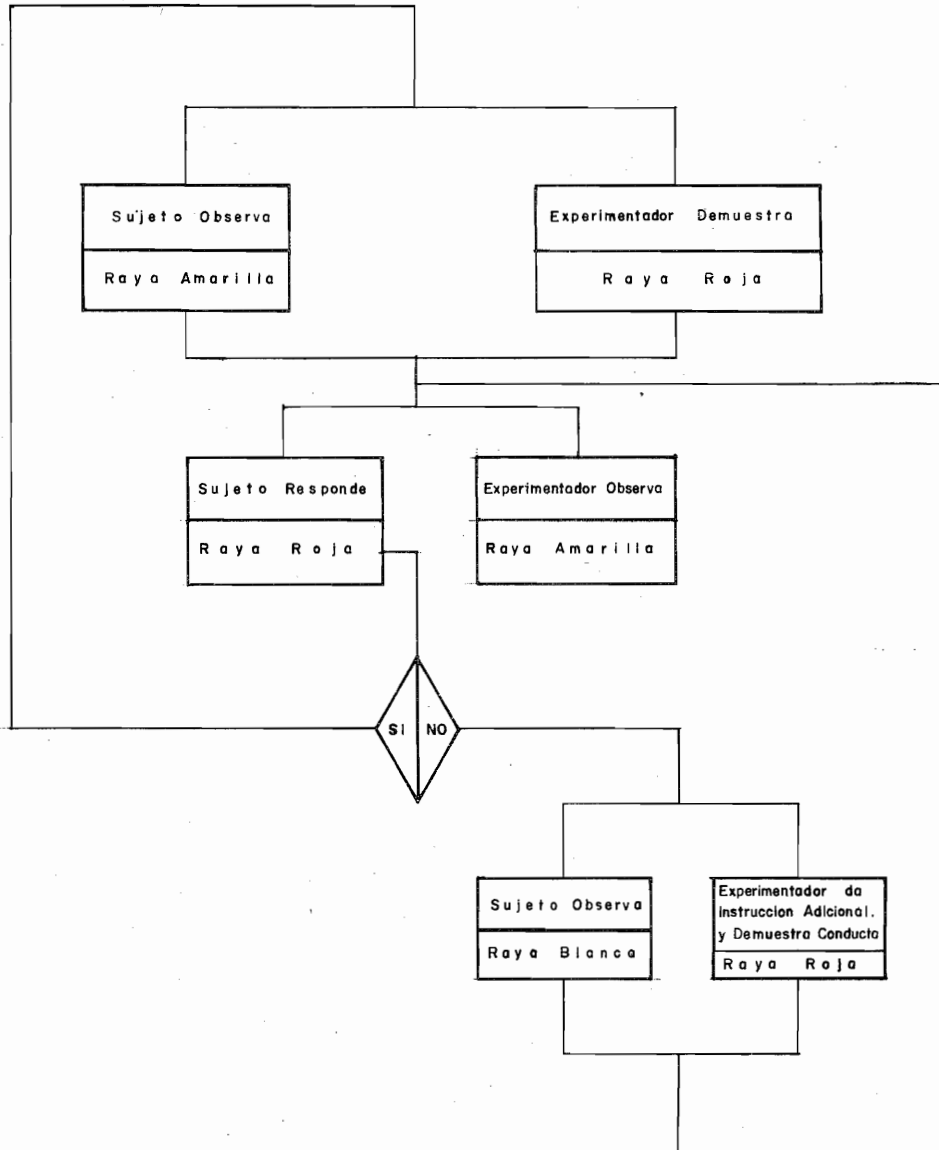 Sujeto Observa
Raya Amarilla
Experimentador Demuestra
Raya Roja
Sujeto Responde
Raya Roja
Experimentador Observa
Raya Amarilla
SI
NO
Sujeto Observa
Raya Blanca
Experimentador da
Instruccion Adicional.
y Demuestra Conducta
Raya Roja